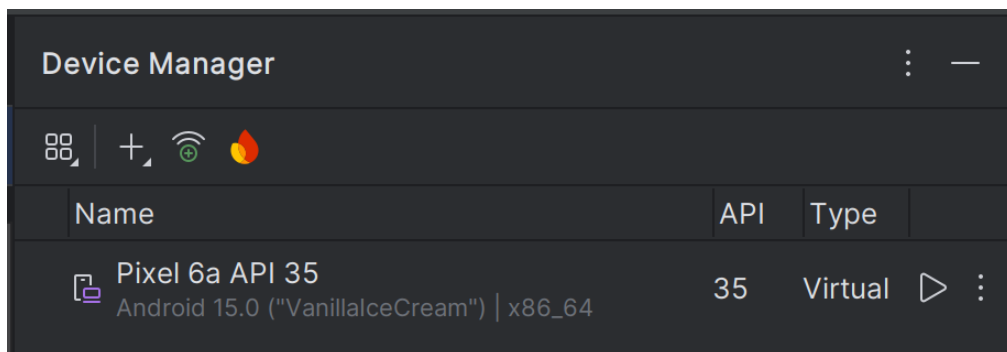 Device Manager
Name API Type
Pixel 6a API 35 35 Virtual
Android 15.0 ("VanillaIceCream") | x86_64